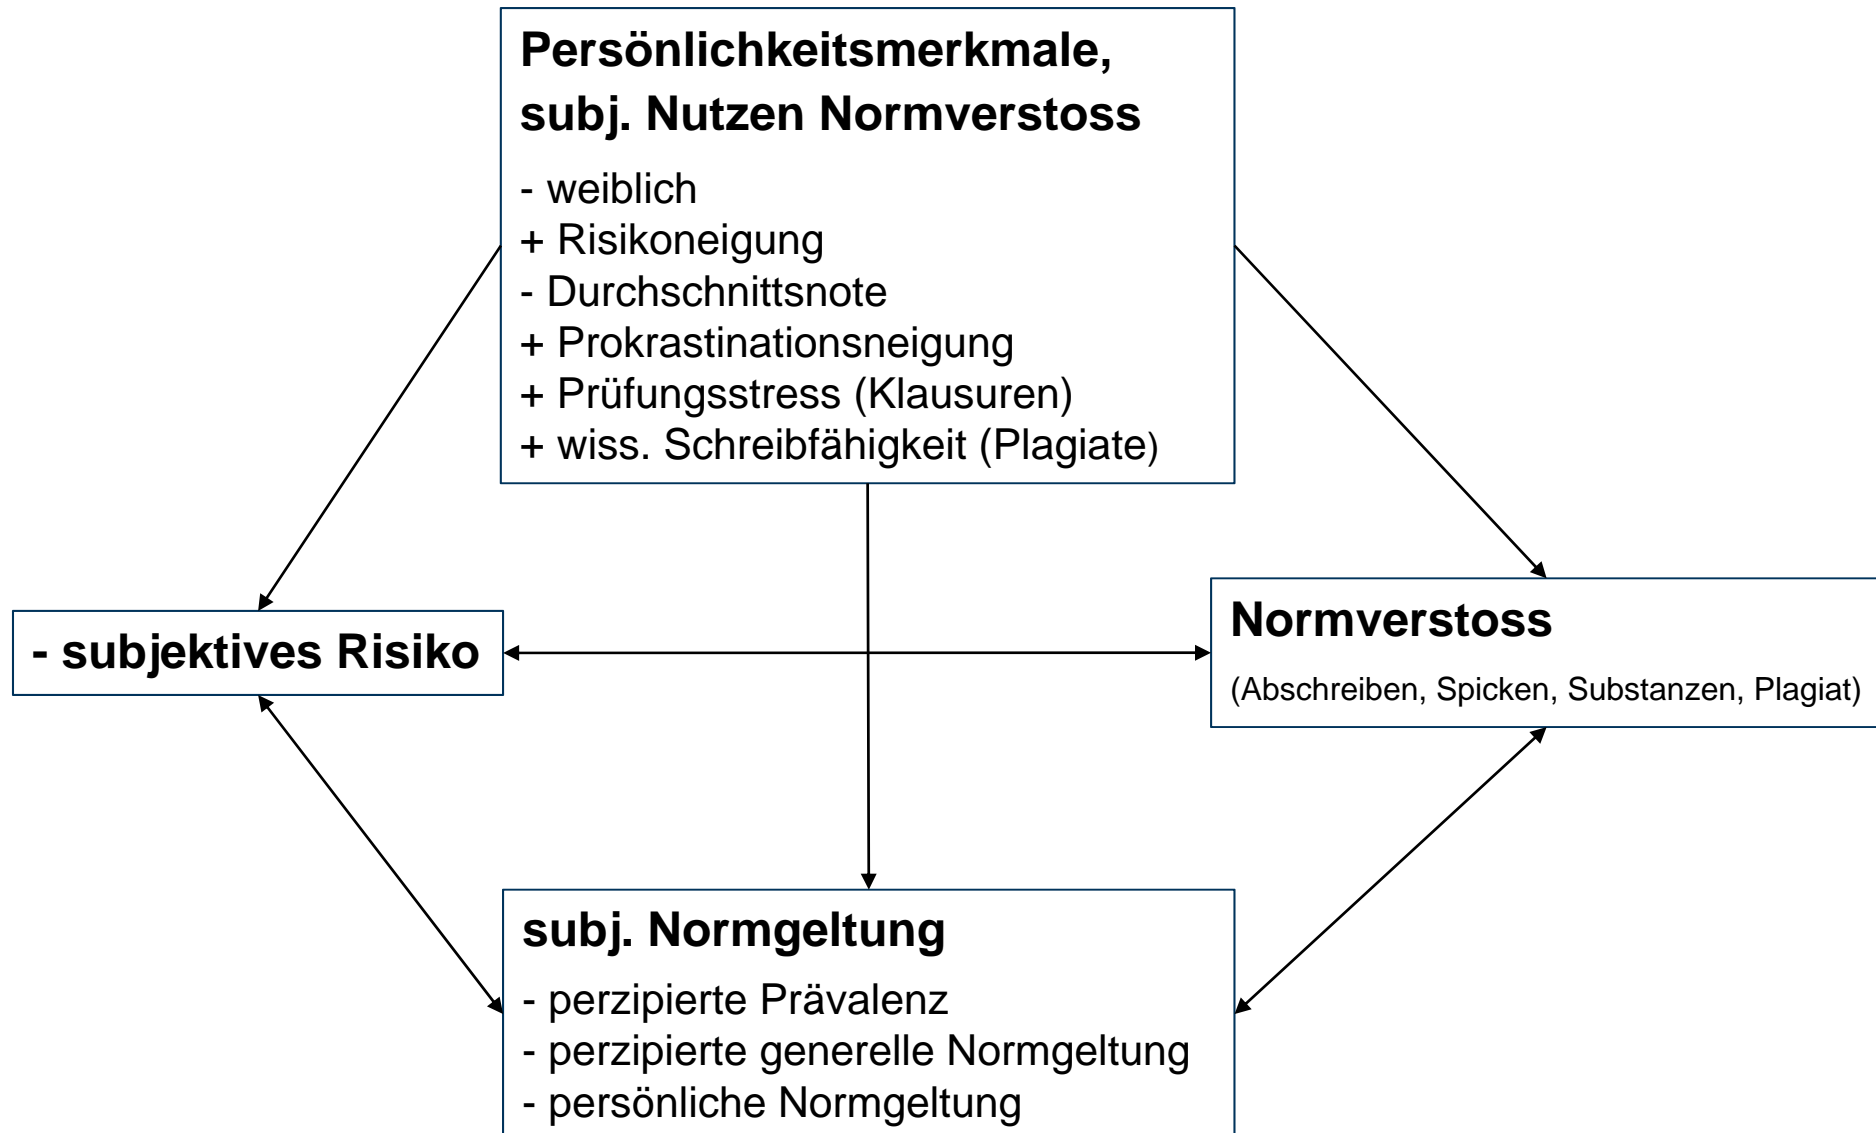 Persönlichkeitsmerkmale,
subj. Nutzen Normverstoss
- weiblich
+ Risikoneigung
- Durchschnittsnote
+ Prokrastinationsneigung
+ Prüfungsstress (Klausuren)
+ wiss. Schreibfähigkeit (Plagiate)
- subjektives Risiko
Normverstoss
(Abschreiben, Spicken, Substanzen, Plagiat)
subj. Normgeltung
- perzipierte Prävalenz
- perzipierte generelle Normgeltung
- persönliche Normgeltung